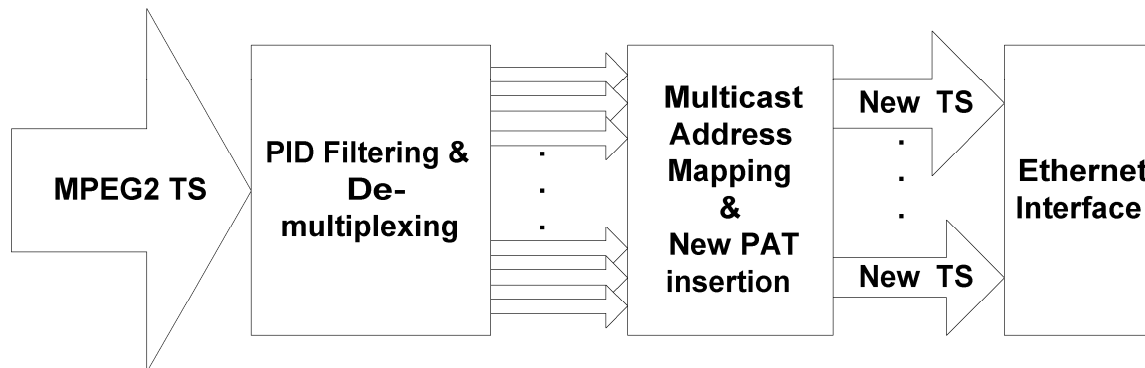 MPEG2 TS
PID Filtering &
De-
multiplexing
Multicast
Address
Mapping
&
New PAT
insertion
New TS
New TS
Ethernet
Interface